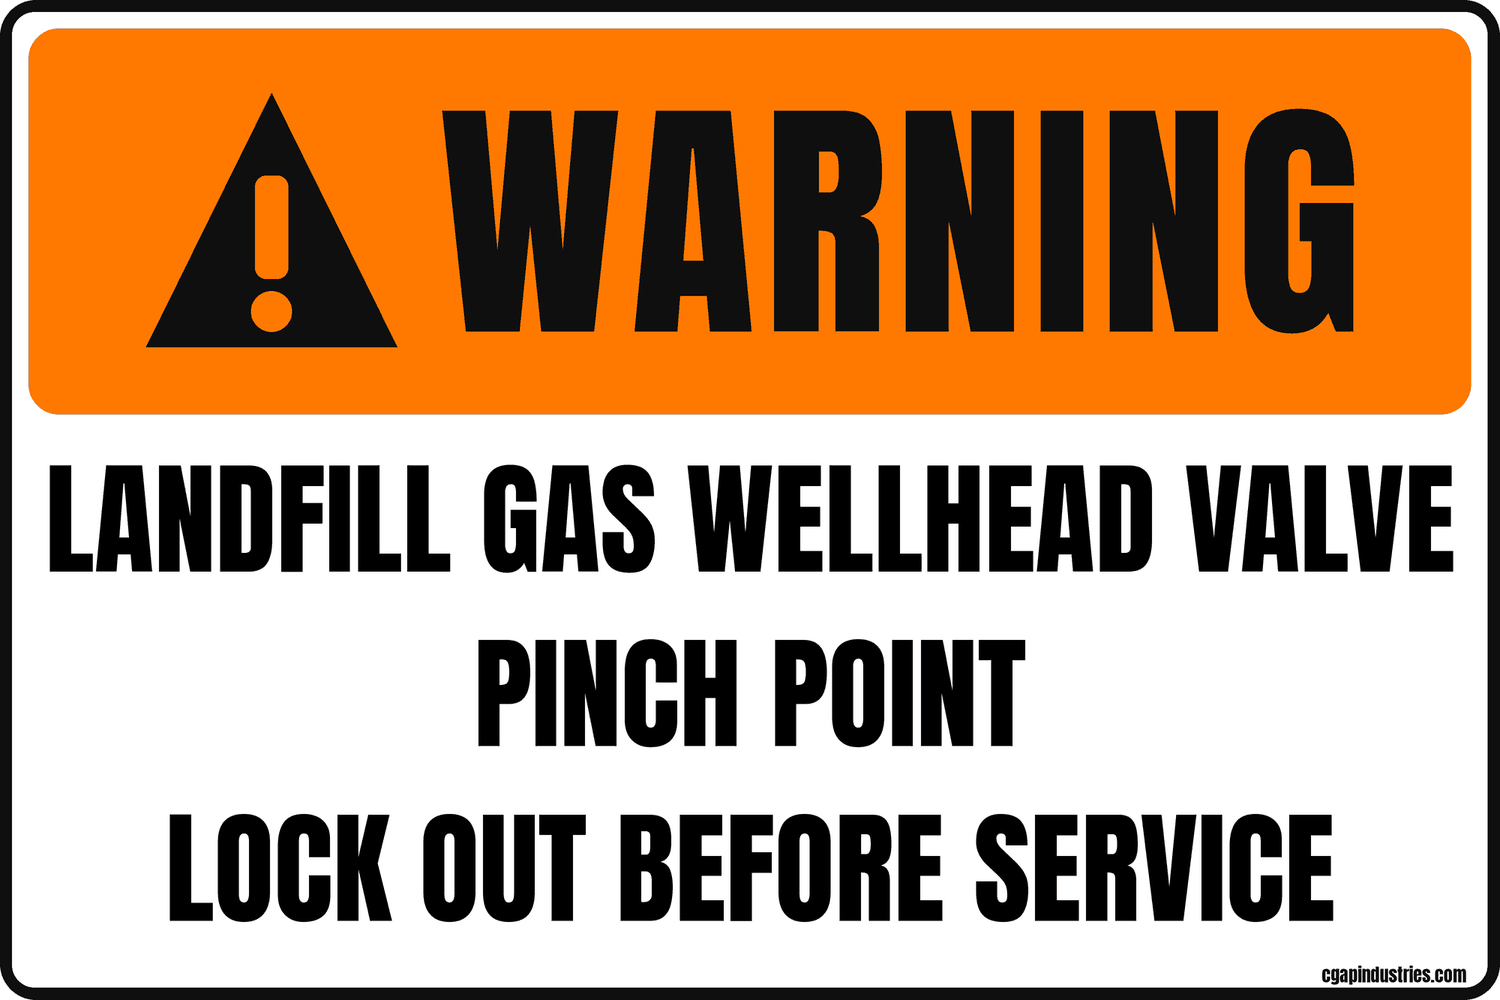 WARNING
LANDFILL GAS WELLHEAD VALVE
PINCH POINT
LOCK OUT BEFORE SERVICE
cgapindustries.com